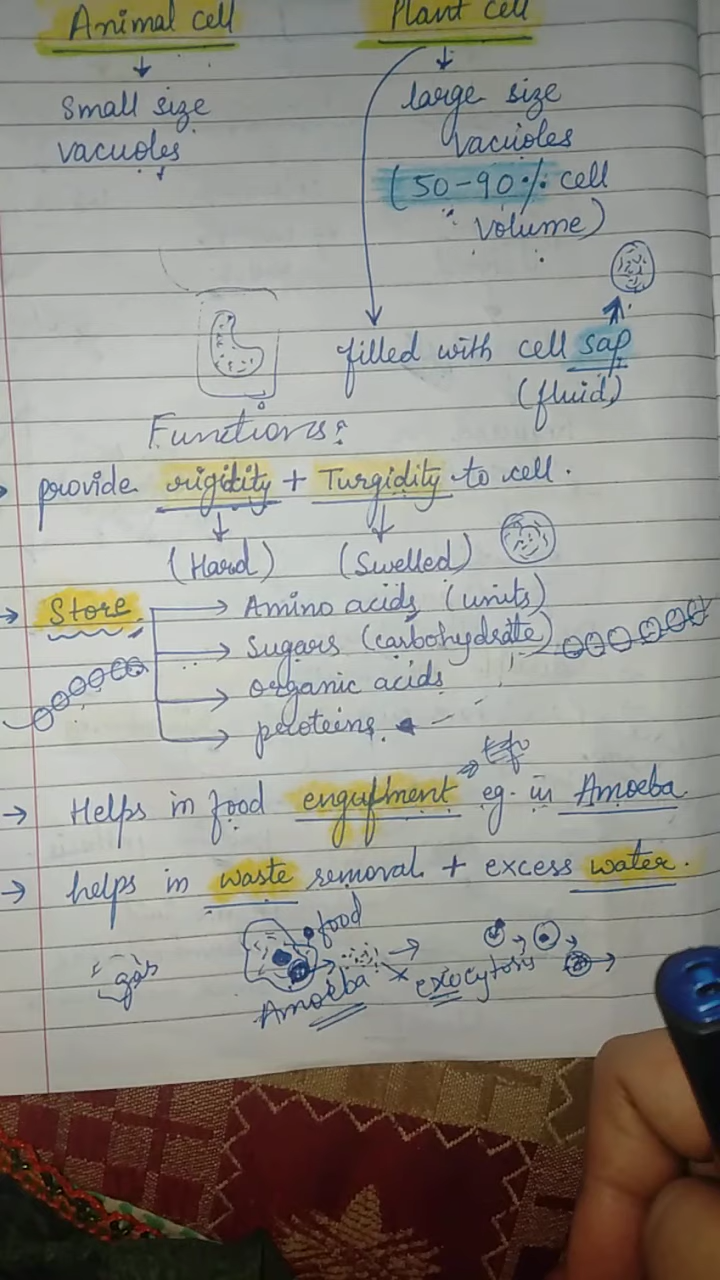 Animal cell
Plant cell
small size
vacuoles
large size
vacuoles
(50-90% cell
volume)
filled with cell sap
(fluid)
Functions:
provide rigidity + Turgidity to cell.
(Hard) (Swelled)
→ Store → Amino acids (units)
→ sugars (carbohydrate)
→ organic acids
→ proteins.
→ Helps in food engufment eg. in Amoeba
→ helps in waste removal + excess water.
food
gas
Amoeba
exocytosis